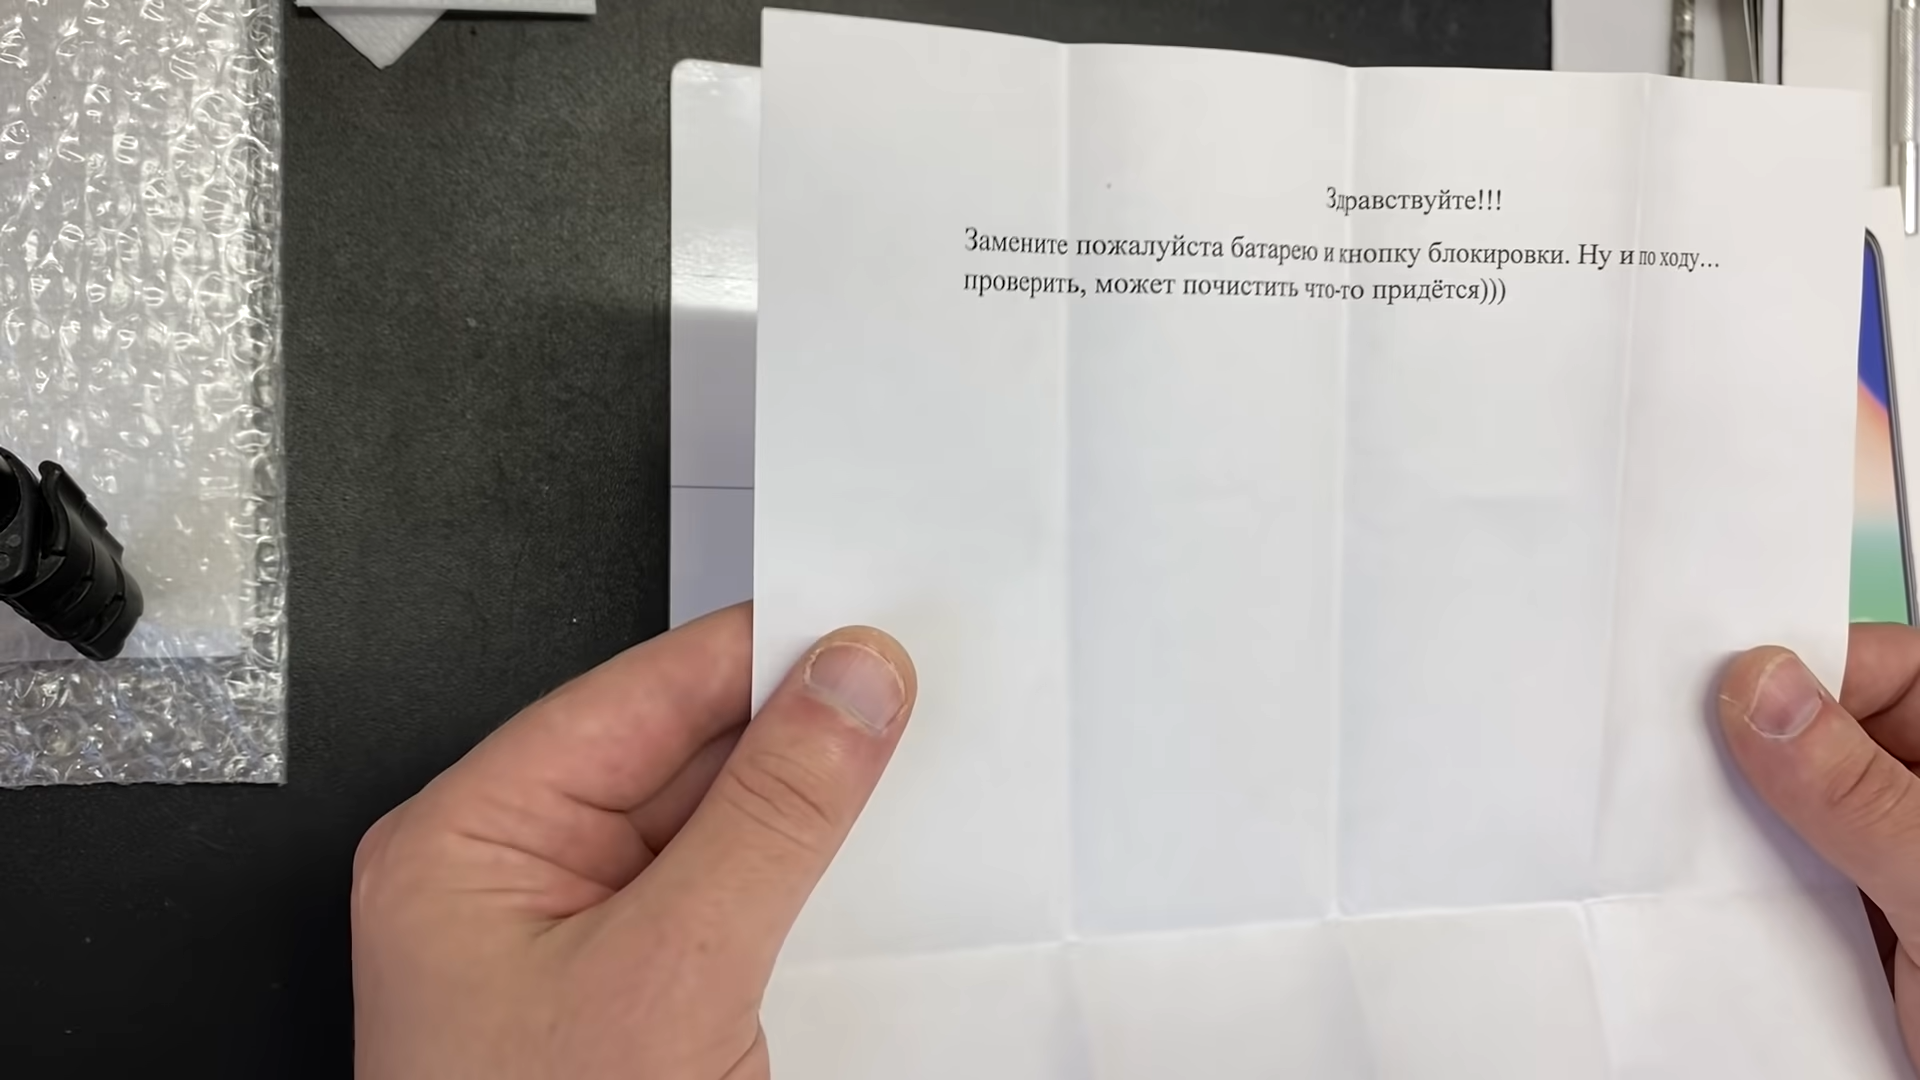 Здравствуйте!!!
Замените пожалуйста батарею и кнопку блокировки. Ну и по ходу...
проверить, может почистить что-то придётся)))